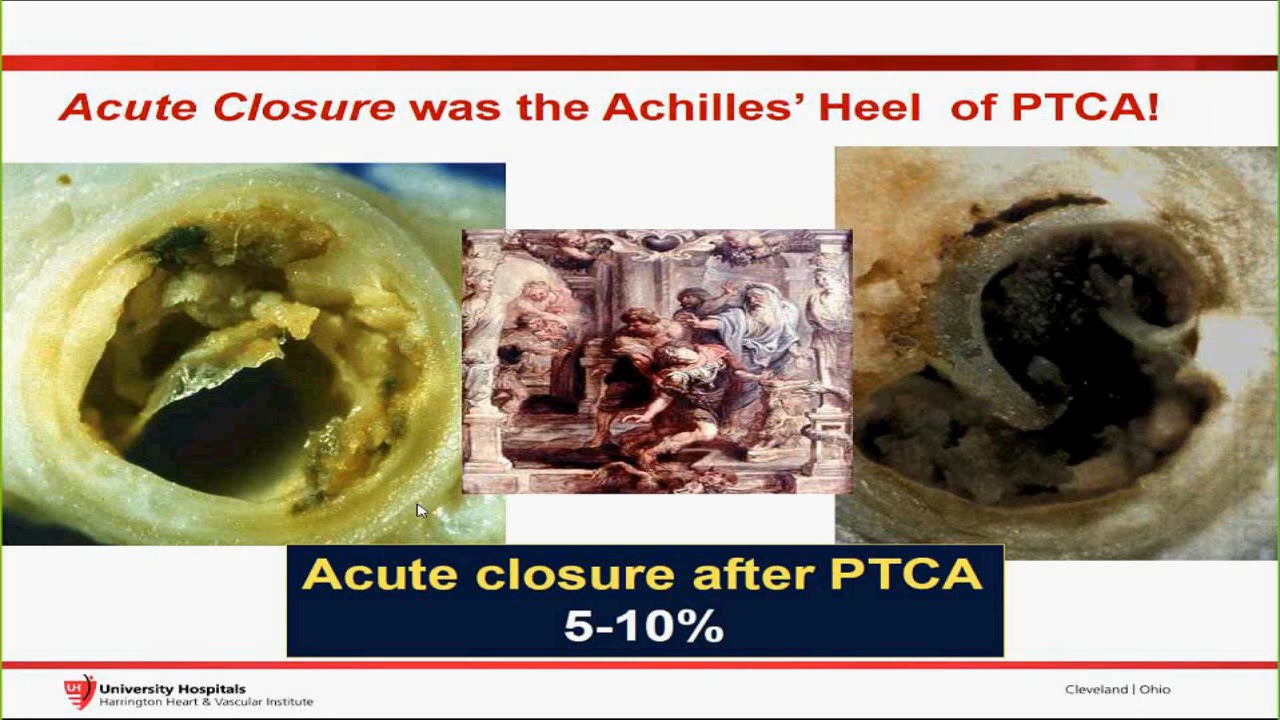 Acute Closure was the Achilles’ Heel of PTCA!
Acute closure after PTCA
5-10%
UH
University Hospitals
Harrington Heart & Vascular Institute
Cleveland | Ohio